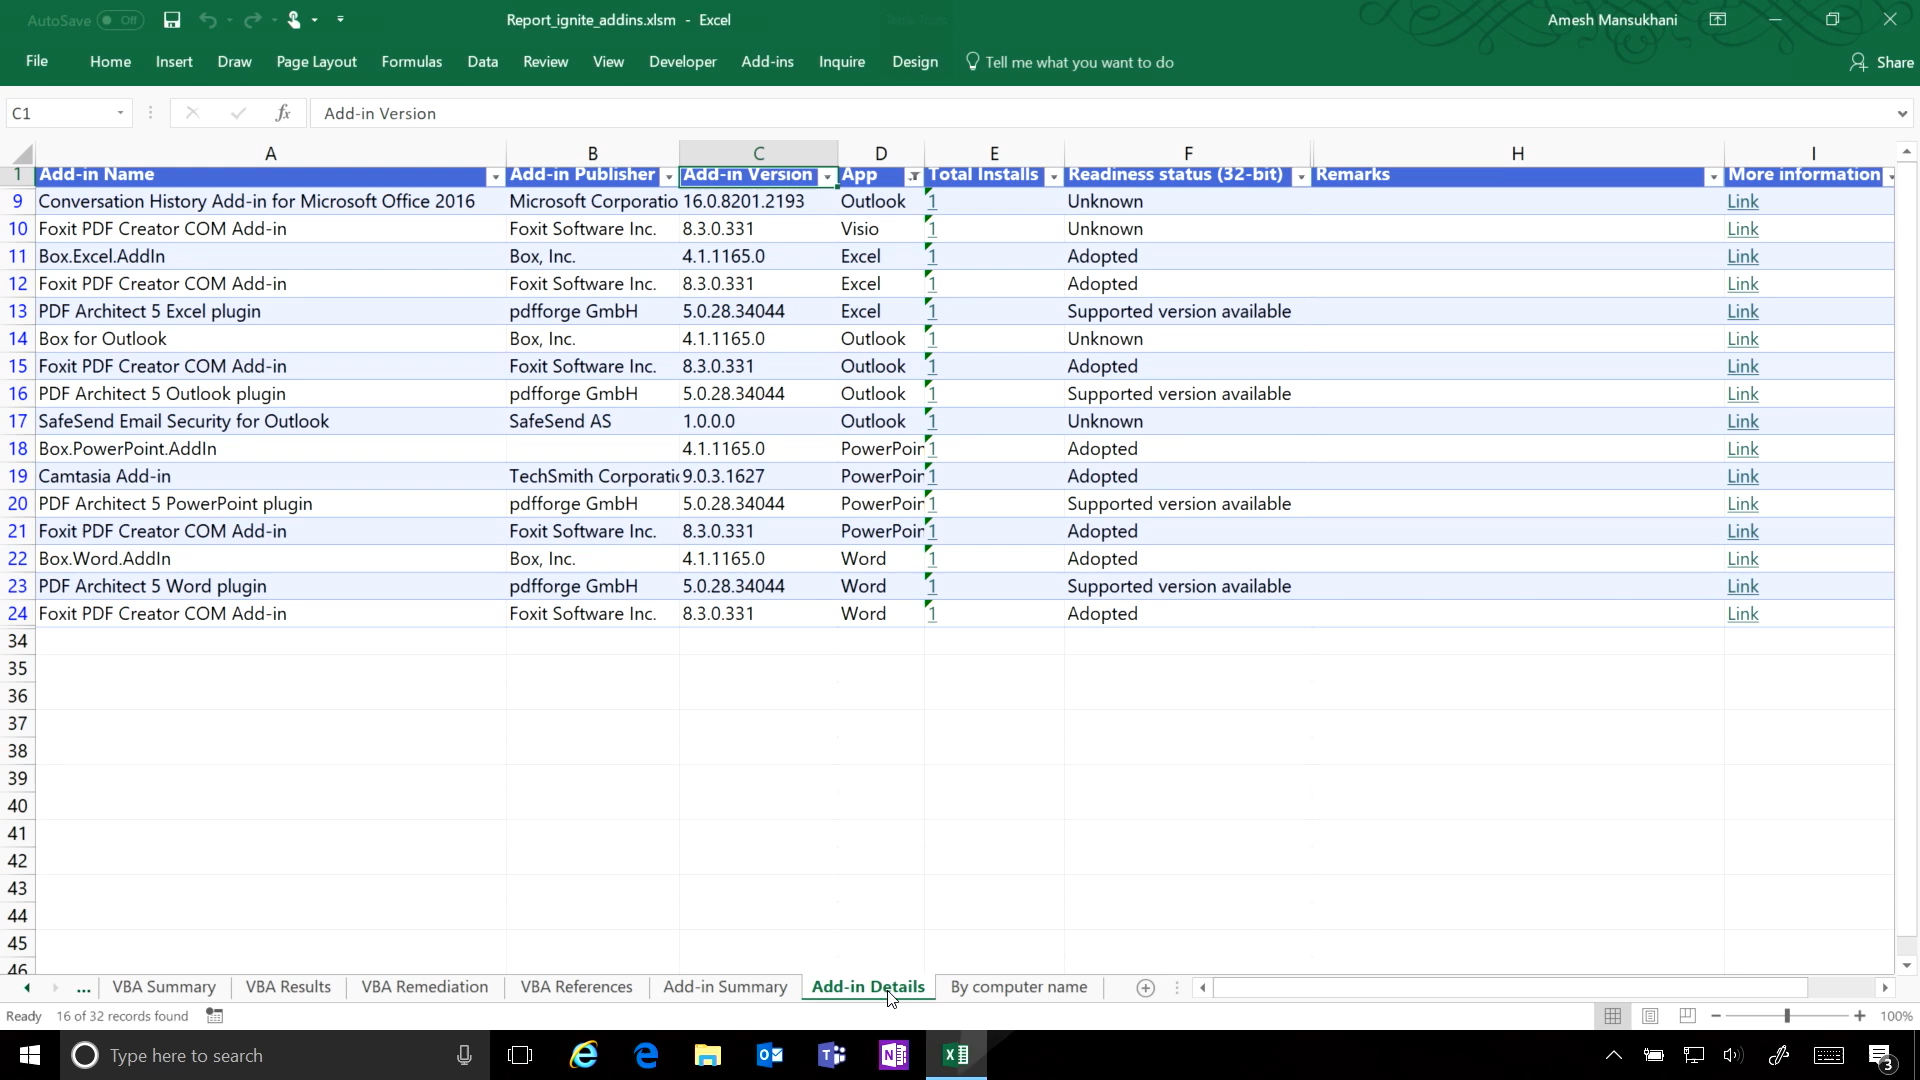 AutoSave Off
Report_ignite_addins.xlsm - Excel
Amesh Mansukhani
File Home Insert Draw Page Layout Formulas Data Review View Developer Add-ins Inquire Design Tell me what you want to do Share
C1 fx Add-in Version
A B C D E F H I
1 Add-in Name Add-in Publisher Add-in Version App Total Installs Readiness status (32-bit) Remarks More information
9 Conversation History Add-in for Microsoft Office 2016 Microsoft Corporatio 16.0.8201.2193 Outlook 1 Unknown Link
10 Foxit PDF Creator COM Add-in Foxit Software Inc. 8.3.0.331 Visio 1 Unknown Link
11 Box.Excel.AddIn Box, Inc. 4.1.1165.0 Excel 1 Adopted Link
12 Foxit PDF Creator COM Add-in Foxit Software Inc. 8.3.0.331 Excel 1 Adopted Link
13 PDF Architect 5 Excel plugin pdfforge GmbH 5.0.28.34044 Excel 1 Supported version available Link
14 Box for Outlook Box, Inc. 4.1.1165.0 Outlook 1 Unknown Link
15 Foxit PDF Creator COM Add-in Foxit Software Inc. 8.3.0.331 Outlook 1 Adopted Link
16 PDF Architect 5 Outlook plugin pdfforge GmbH 5.0.28.34044 Outlook 1 Supported version available Link
17 SafeSend Email Security for Outlook SafeSend AS 1.0.0.0 Outlook 1 Unknown Link
18 Box.PowerPoint.AddIn 4.1.1165.0 PowerPoin 1 Adopted Link
19 Camtasia Add-in TechSmith Corporatic 9.0.3.1627 PowerPoin 1 Adopted Link
20 PDF Architect 5 PowerPoint plugin pdfforge GmbH 5.0.28.34044 PowerPoin 1 Supported version available Link
21 Foxit PDF Creator COM Add-in Foxit Software Inc. 8.3.0.331 PowerPoin 1 Adopted Link
22 Box.Word.AddIn Box, Inc. 4.1.1165.0 Word 1 Adopted Link
23 PDF Architect 5 Word plugin pdfforge GmbH 5.0.28.34044 Word 1 Supported version available Link
24 Foxit PDF Creator COM Add-in Foxit Software Inc. 8.3.0.331 Word 1 Adopted Link
34
35
36
37
38
39
40
41
42
43
44
45
46
... VBA Summary VBA Results VBA Remediation VBA References Add-in Summary Add-in Details By computer name
Ready 16 of 32 records found 100%
Type here to search 3